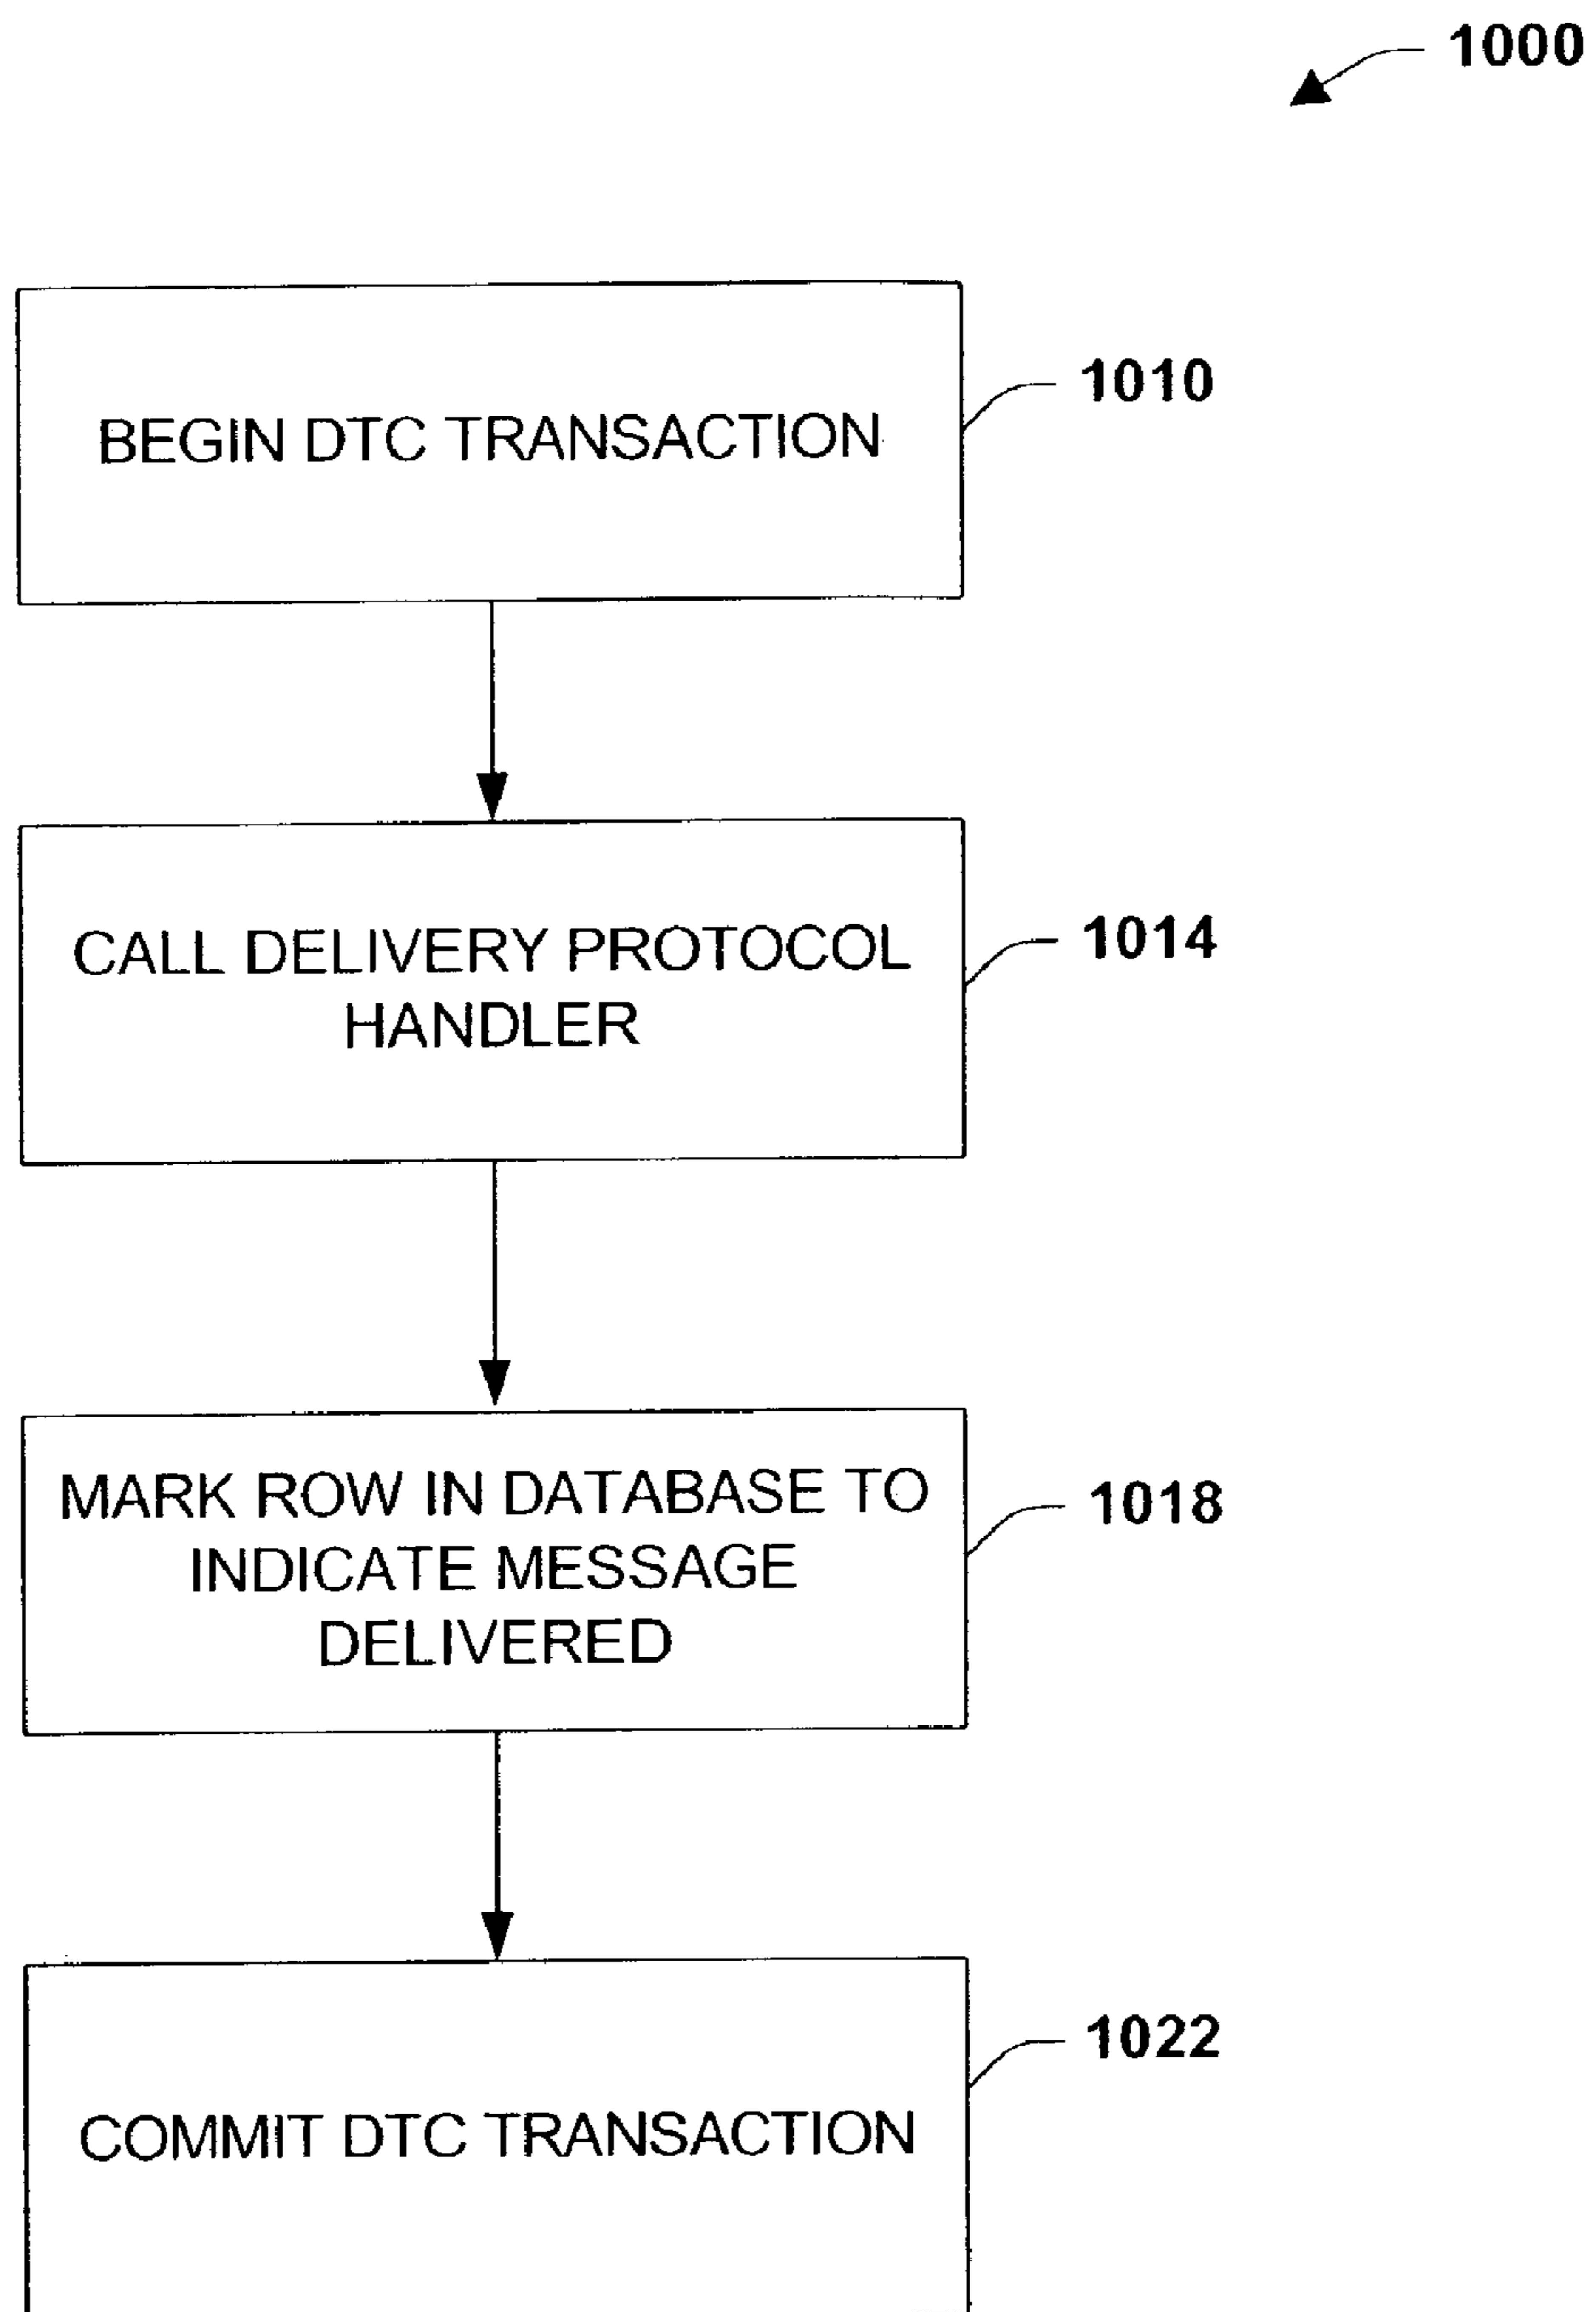 1000
BEGIN DTC TRANSACTION
1010
CALL DELIVERY PROTOCOL
HANDLER
1014
MARK ROW IN DATABASE TO
INDICATE MESSAGE
DELIVERED
1018
COMMIT DTC TRANSACTION
1022